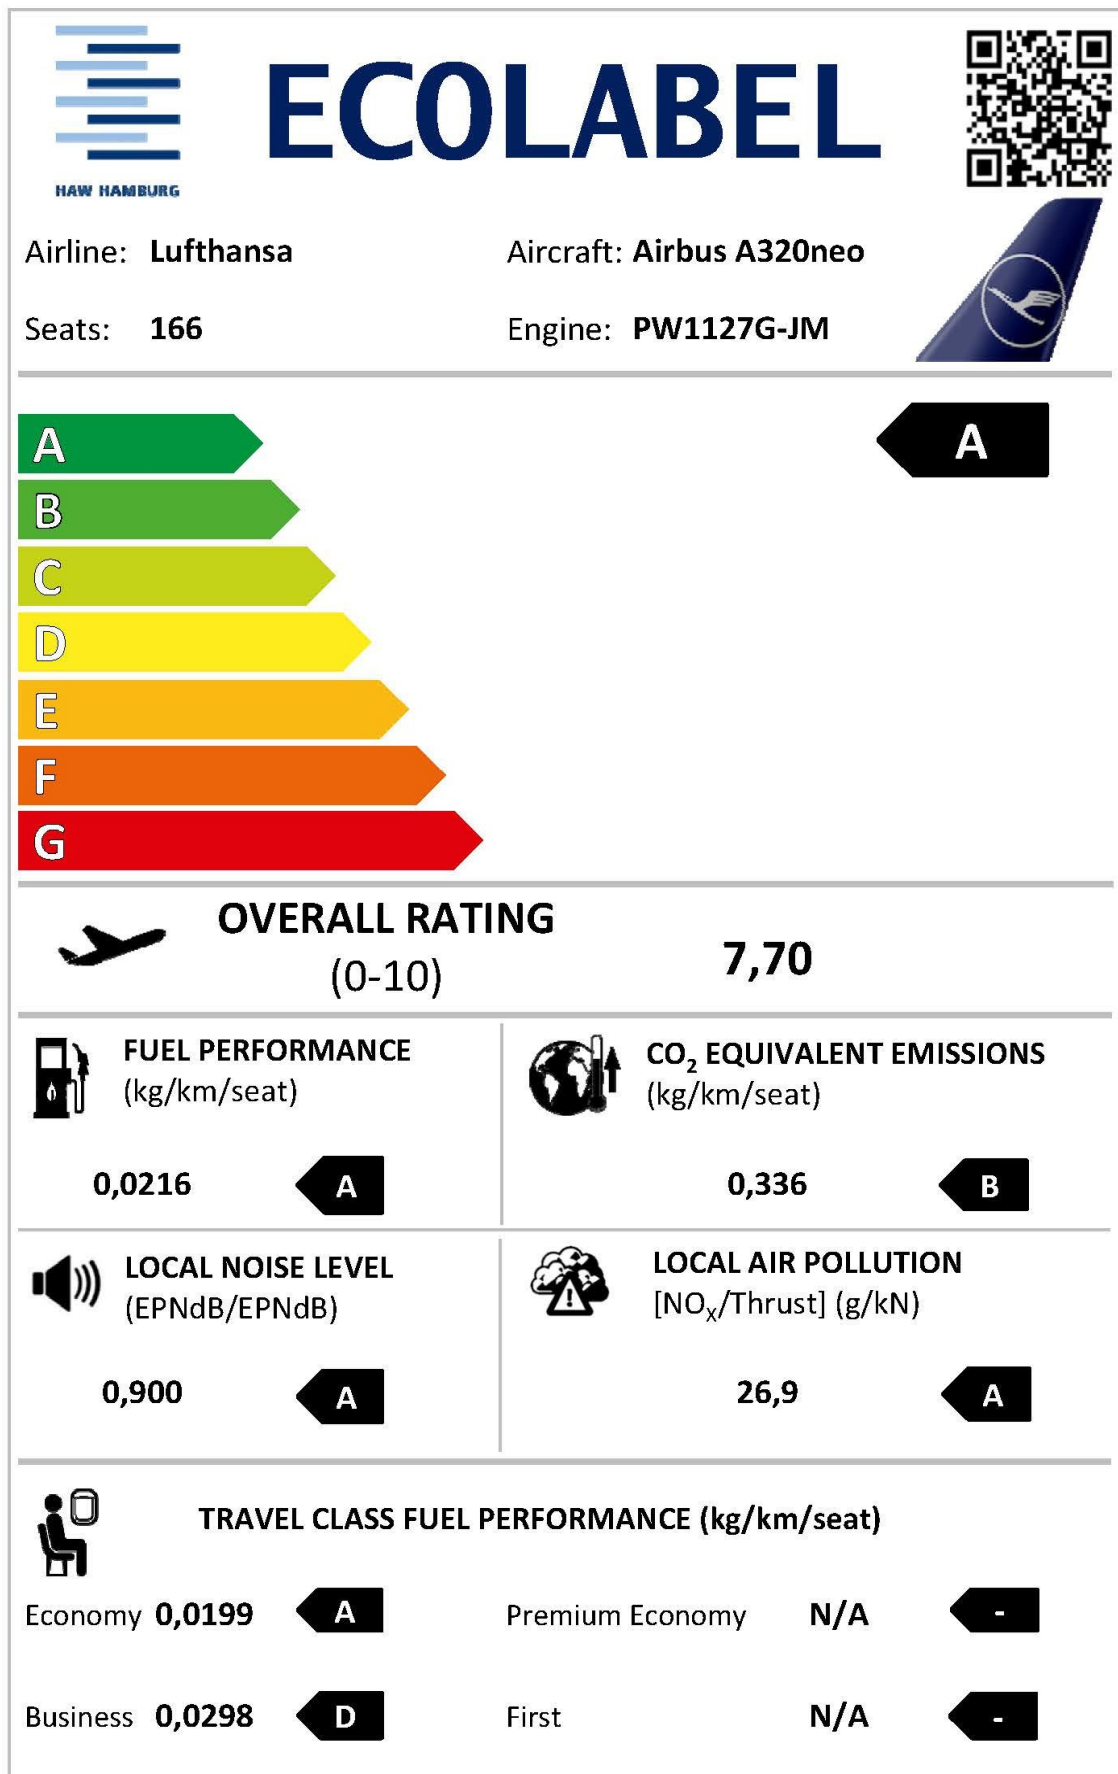 HAW HAMBURG
ECOLABEL
Airline: Lufthansa
Aircraft: Airbus A320neo
Seats: 166
Engine: PW1127G-JM
A
A
B
C
D
E
F
G
OVERALL RATING
(0-10)
7,70
FUEL PERFORMANCE
(kg/km/seat)
0,0216 A
CO₂ EQUIVALENT EMISSIONS
(kg/km/seat)
0,336 B
LOCAL NOISE LEVEL
(EPNdB/EPNdB)
0,900 A
LOCAL AIR POLLUTION
[NOₓ/Thrust] (g/kN)
26,9 A
TRAVEL CLASS FUEL PERFORMANCE (kg/km/seat)
Economy 0,0199 A
Premium Economy N/A -
Business 0,0298 D
First N/A -